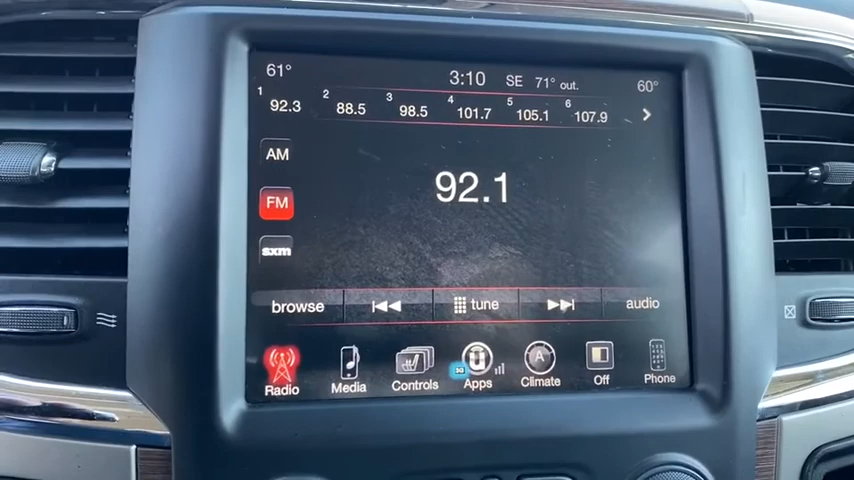 61° 3:10 SE 71° out. 60°
1 92.3 2 88.5 3 98.5 4 101.7 5 105.1 6 107.9
AM
92.1
FM
sxm
browse tune audio
3G
Radio Media Controls Apps Climate Off Phone